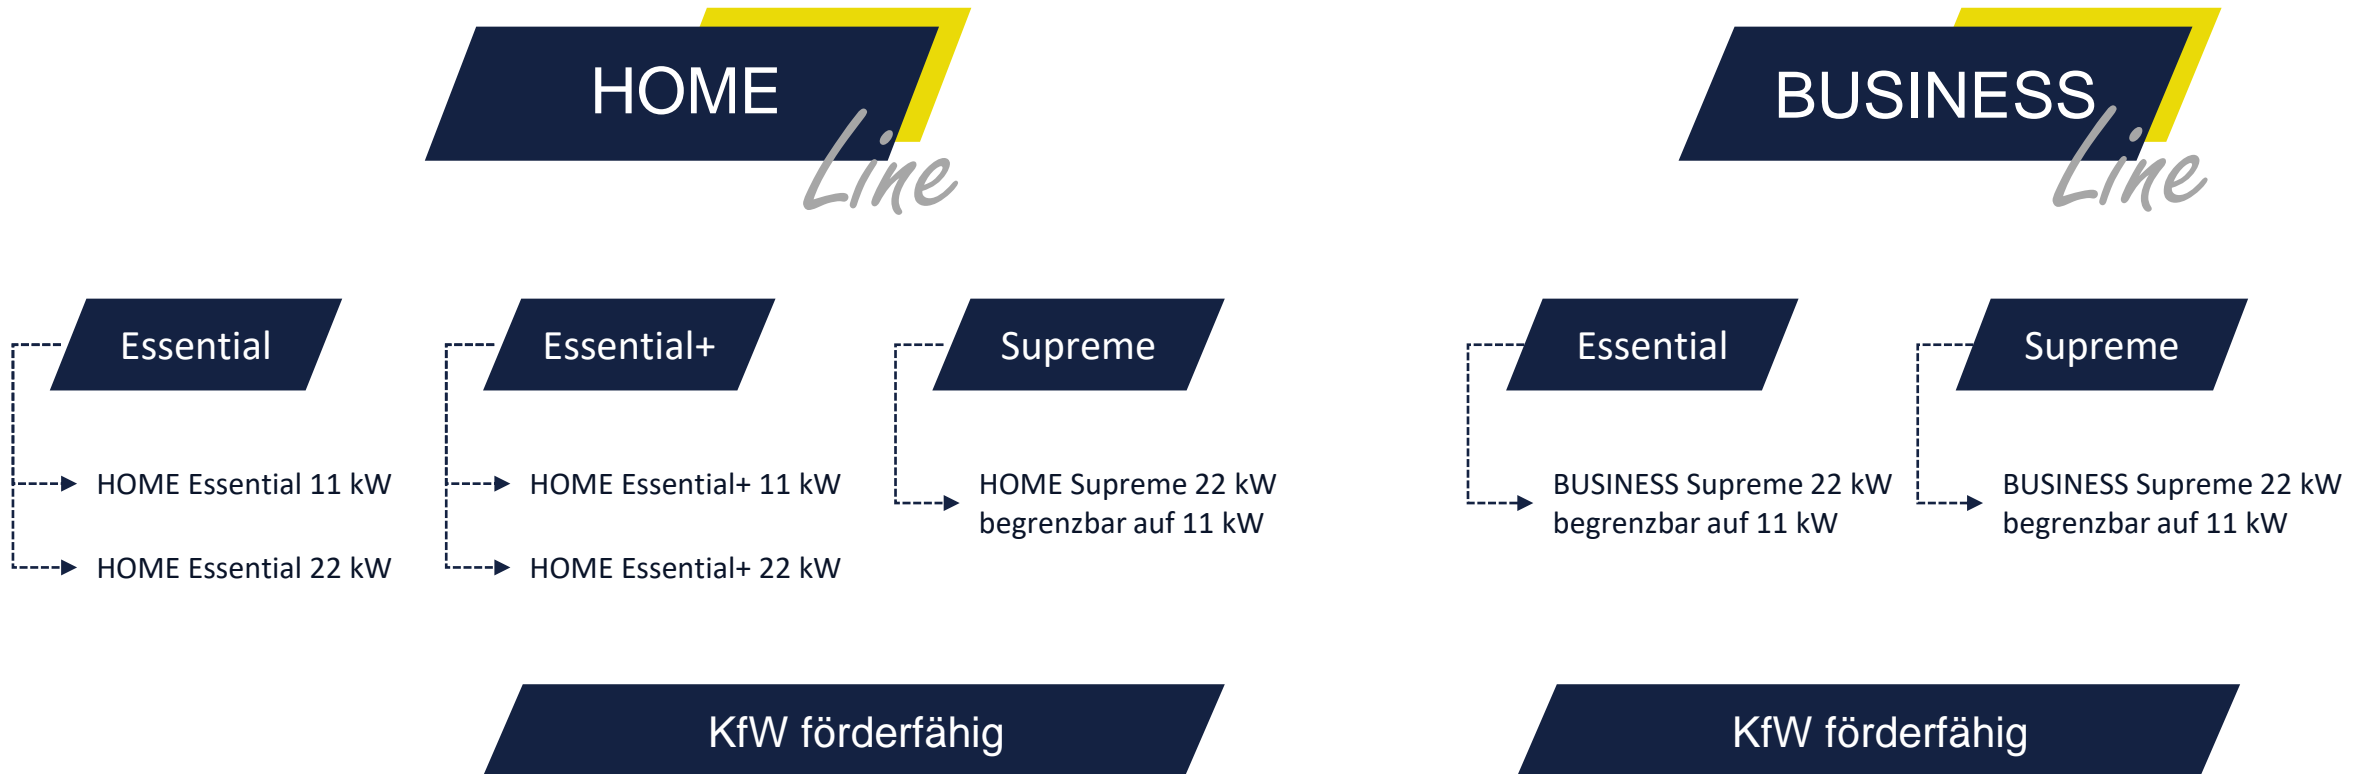 HOME
Line
BUSINESS
Line
Essential
Essential+
Supreme
Essential
Supreme
HOME Essential 11 kW
HOME Essential 22 kW
HOME Essential+ 11 kW
HOME Essential+ 22 kW
HOME Supreme 22 kW
begrenzbar auf 11 kW
BUSINESS Supreme 22 kW
begrenzbar auf 11 kW
BUSINESS Supreme 22 kW
begrenzbar auf 11 kW
KfW förderfähig
KfW förderfähig